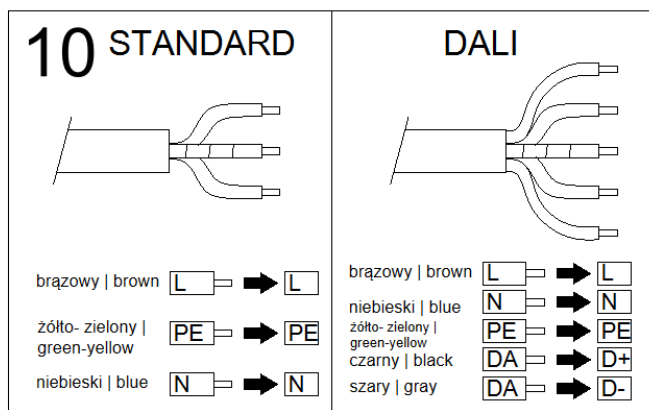 10 STANDARD
brązowy | brown L L
żółto- zielony |
green-yellow PE PE
niebieski | blue N N
DALI
brązowy | brown L L
niebieski | blue N N
żółto- zielony |
green-yellow PE PE
czarny | black DA D+
szary | gray DA D-